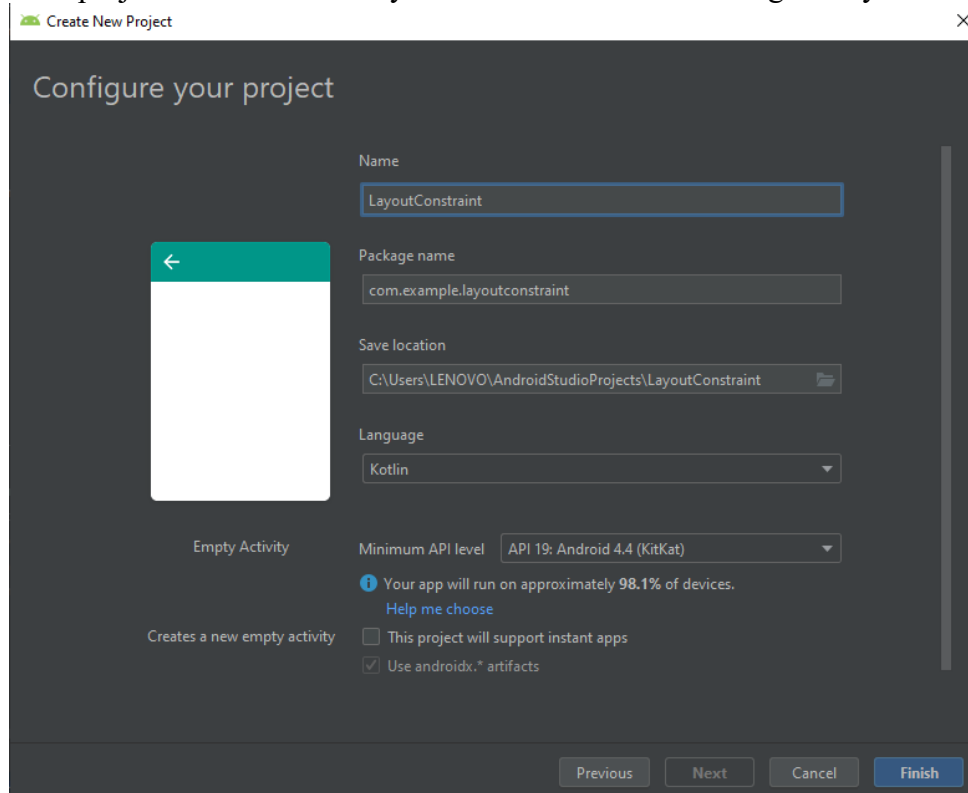 Create New Project
Configure your project
Name
LayoutConstraint
Package name
com.example.layoutconstraint
Save location
C:\Users\LENOVO\AndroidStudioProjects\LayoutConstraint
Language
Kotlin
Empty Activity
Minimum API level API 19: Android 4.4 (KitKat)
Your app will run on approximately 98.1% of devices.
Help me choose
Creates a new empty activity
This project will support instant apps
Use androidx.* artifacts
Previous Next Cancel Finish